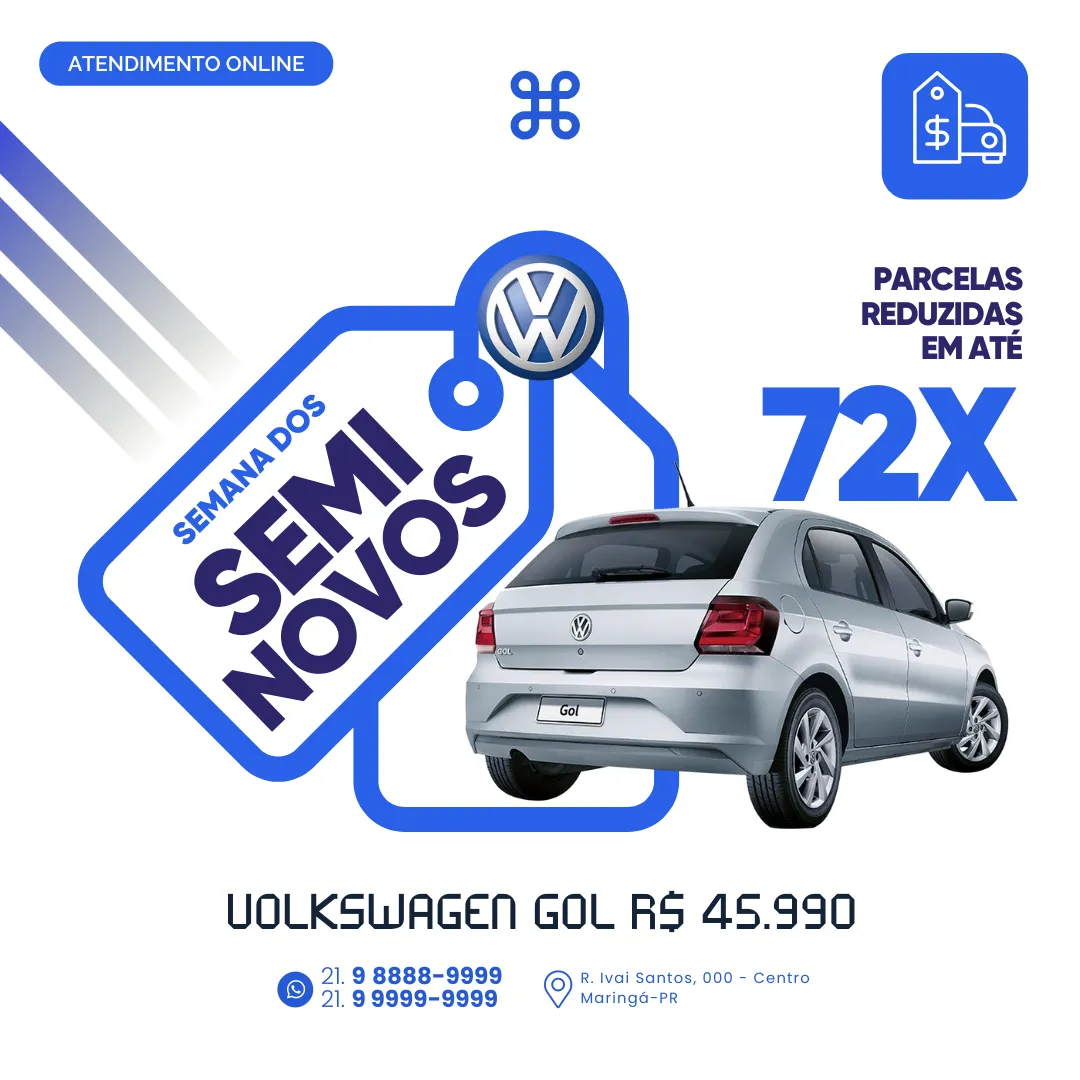 ATENDIMENTO ONLINE
$
PARCELAS
REDUZIDAS
EM ATÉ
72X
SEMANA DOS
SEMI
NOVOS
GOL
Gol
VOLKSWAGEN GOL R$ 45.990
21. 9 8888-9999
21. 9 9999-9999
R. Ivai Santos, 000 - Centro
Maringá-PR